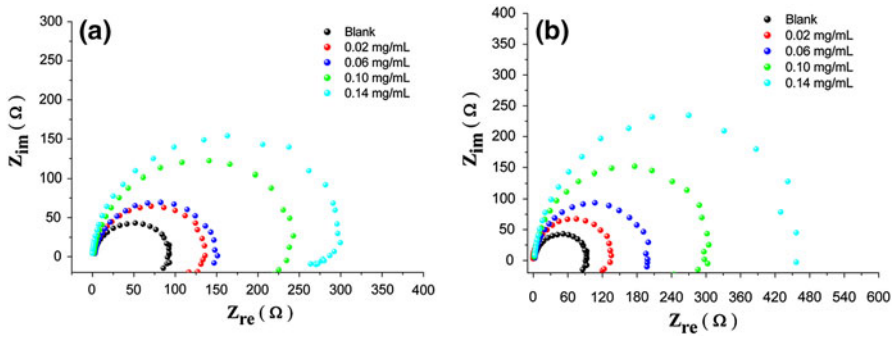 (a)
Blank
0.02 mg/mL
0.06 mg/mL
0.10 mg/mL
0.14 mg/mL
300
250
200
150
100
50
0
Zim ( Ω )
0 50 100 150 200 250 300 400
Zre ( Ω )
(b)
Blank
0.02 mg/mL
0.06 mg/mL
0.10 mg/mL
0.14 mg/mL
400
350
300
250
200
150
100
50
0
Zim ( Ω )
0 60 120 180 240 300 360 420 480 540 600
Zre ( Ω )